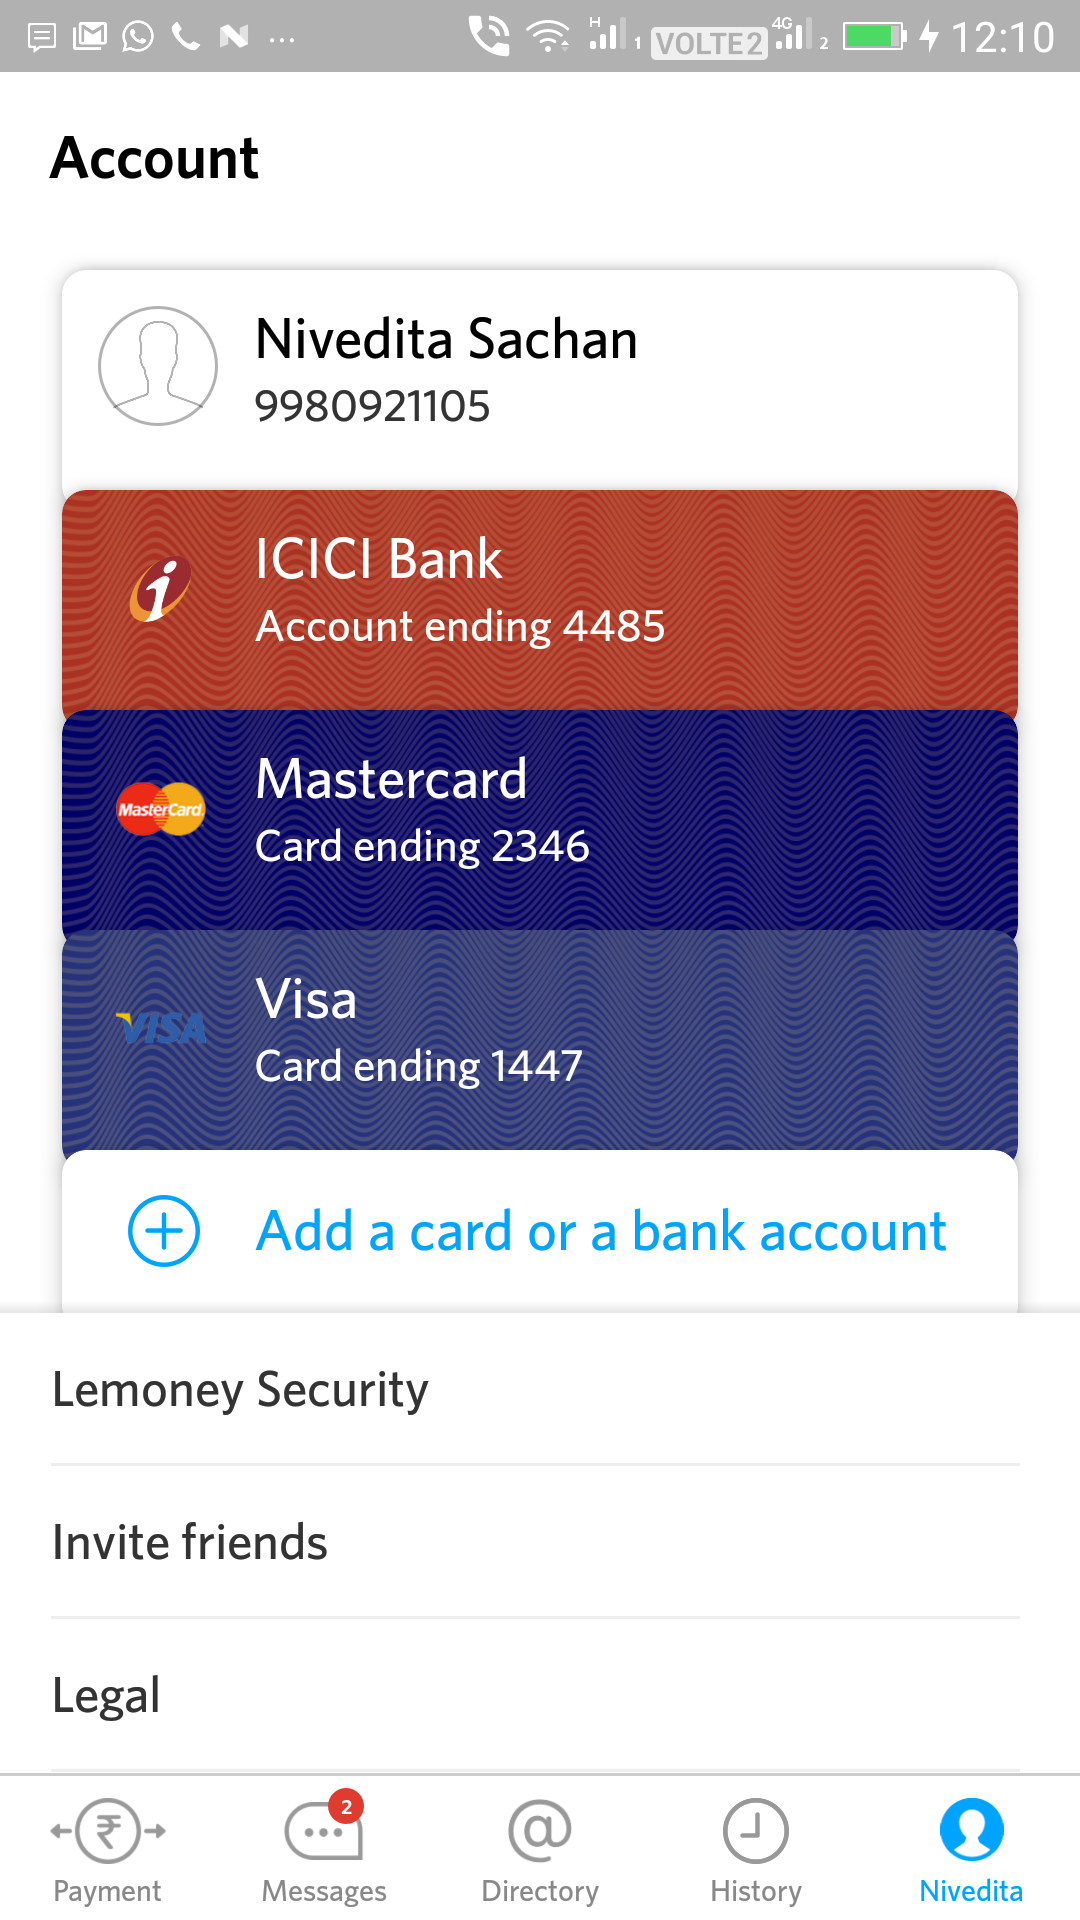 H 1 VOLTE2 4G 2 12:10
Account
Nivedita Sachan
9980921105
ICICI Bank
Account ending 4485
MasterCard
Mastercard
Card ending 2346
VISA
Visa
Card ending 1447
Add a card or a bank account
Lemoney Security
Invite friends
Legal
2
Payment Messages Directory History Nivedita